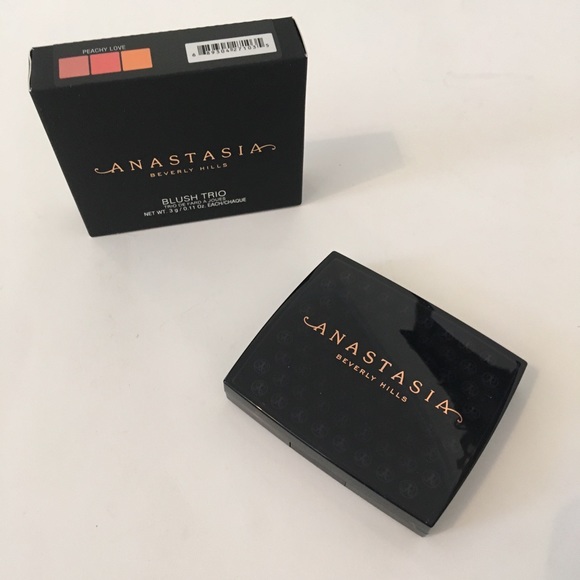 PEACHY LOVE
ANASTASIA
BEVERLY HILLS
BLUSH TRIO
TRIO DE FARD À JOUES
NET WT. 3 g/0.11 Oz. EACH/CHAQUE
ANASTASIA
BEVERLY HILLS